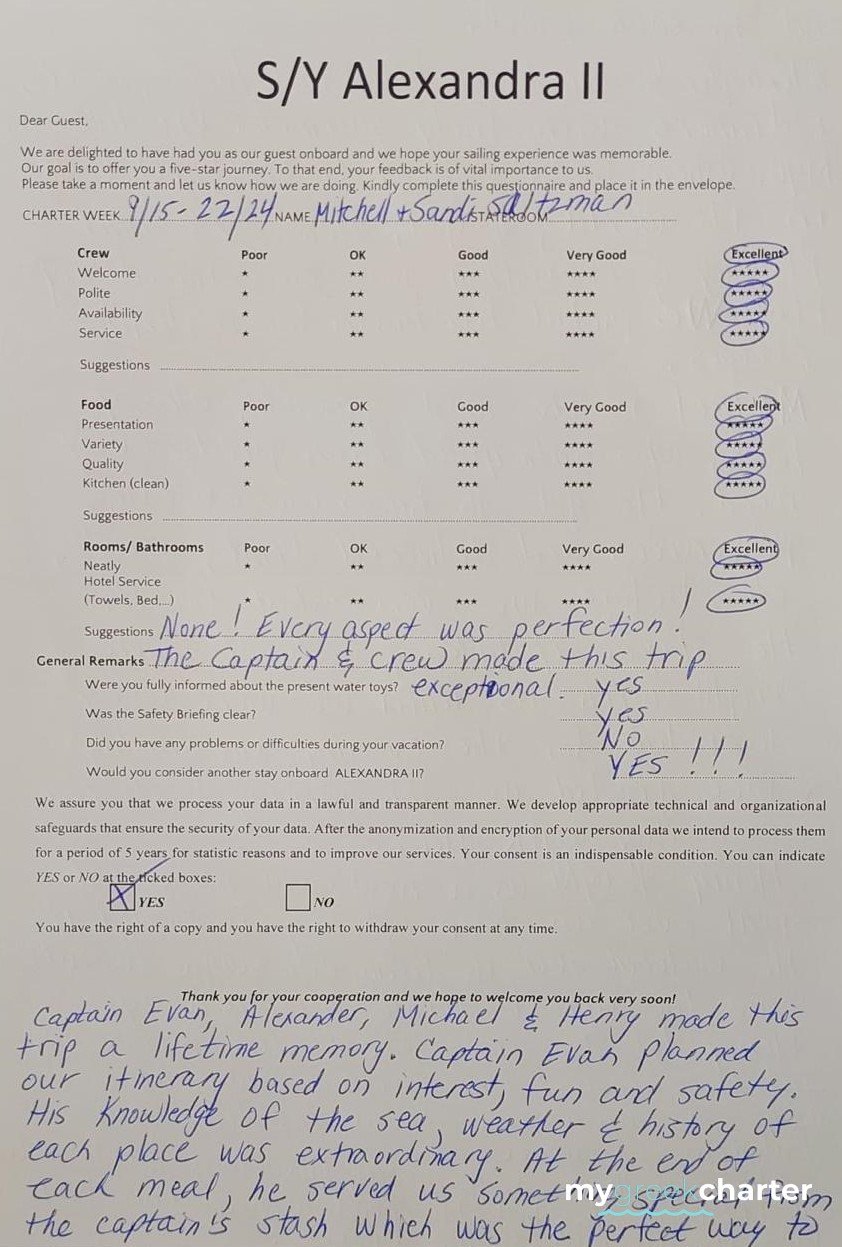 S/Y Alexandra II
Dear Guest,
We are delighted to have had you as our guest onboard and we hope your sailing experience was memorable.
Our goal is to offer you a five-star journey. To that end, your feedback is of vital importance to us.
Please take a moment and let us know how we are doing. Kindly complete this questionnaire and place it in the envelope.
CHARTER WEEK 9/15-22/24 NAME Mitchell + Sandi Saltzman STATEROOM
Crew Poor OK Good Very Good Excellent
Welcome * ** *** **** *****
Polite * ** *** **** *****
Availability * ** *** **** *****
Service * ** *** **** *****
Suggestions
Food Poor OK Good Very Good Excellent
Presentation * ** *** **** *****
Variety * ** *** **** *****
Quality * ** *** **** *****
Kitchen (clean) * ** *** **** *****
Suggestions
Rooms/ Bathrooms Poor OK Good Very Good Excellent
Neatly * ** *** **** *****
Hotel Service
(Towels, Bed,...) * ** *** **** *****
Suggestions None! Every aspect was perfection!
General Remarks The Captain & crew made this trip
Were you fully informed about the present water toys? exceptional. yes
Was the Safety Briefing clear? yes
Did you have any problems or difficulties during your vacation? NO
Would you consider another stay onboard ALEXANDRA II? YES!!!
We assure you that we process your data in a lawful and transparent manner. We develop appropriate technical and organizational
safeguards that ensure the security of your data. After the anonymization and encryption of your personal data we intend to process them
for a period of 5 years for statistic reasons and to improve our services. Your consent is an indispensable condition. You can indicate
YES or NO at the ticked boxes:
X YES NO
You have the right of a copy and you have the right to withdraw your consent at any time.
Thank you for your cooperation and we hope to welcome you back very soon!
Captain Evan, Alexander, Michael & Henry made this
trip a lifetime memory. Captain Evan planned
our itinerary based on interest, fun and safety.
His knowledge of the sea, weather & history of
each place was extraordinary. At the end of
each meal, he served us something special from
mygreekcharter
the captain's stash which was the perfect way to